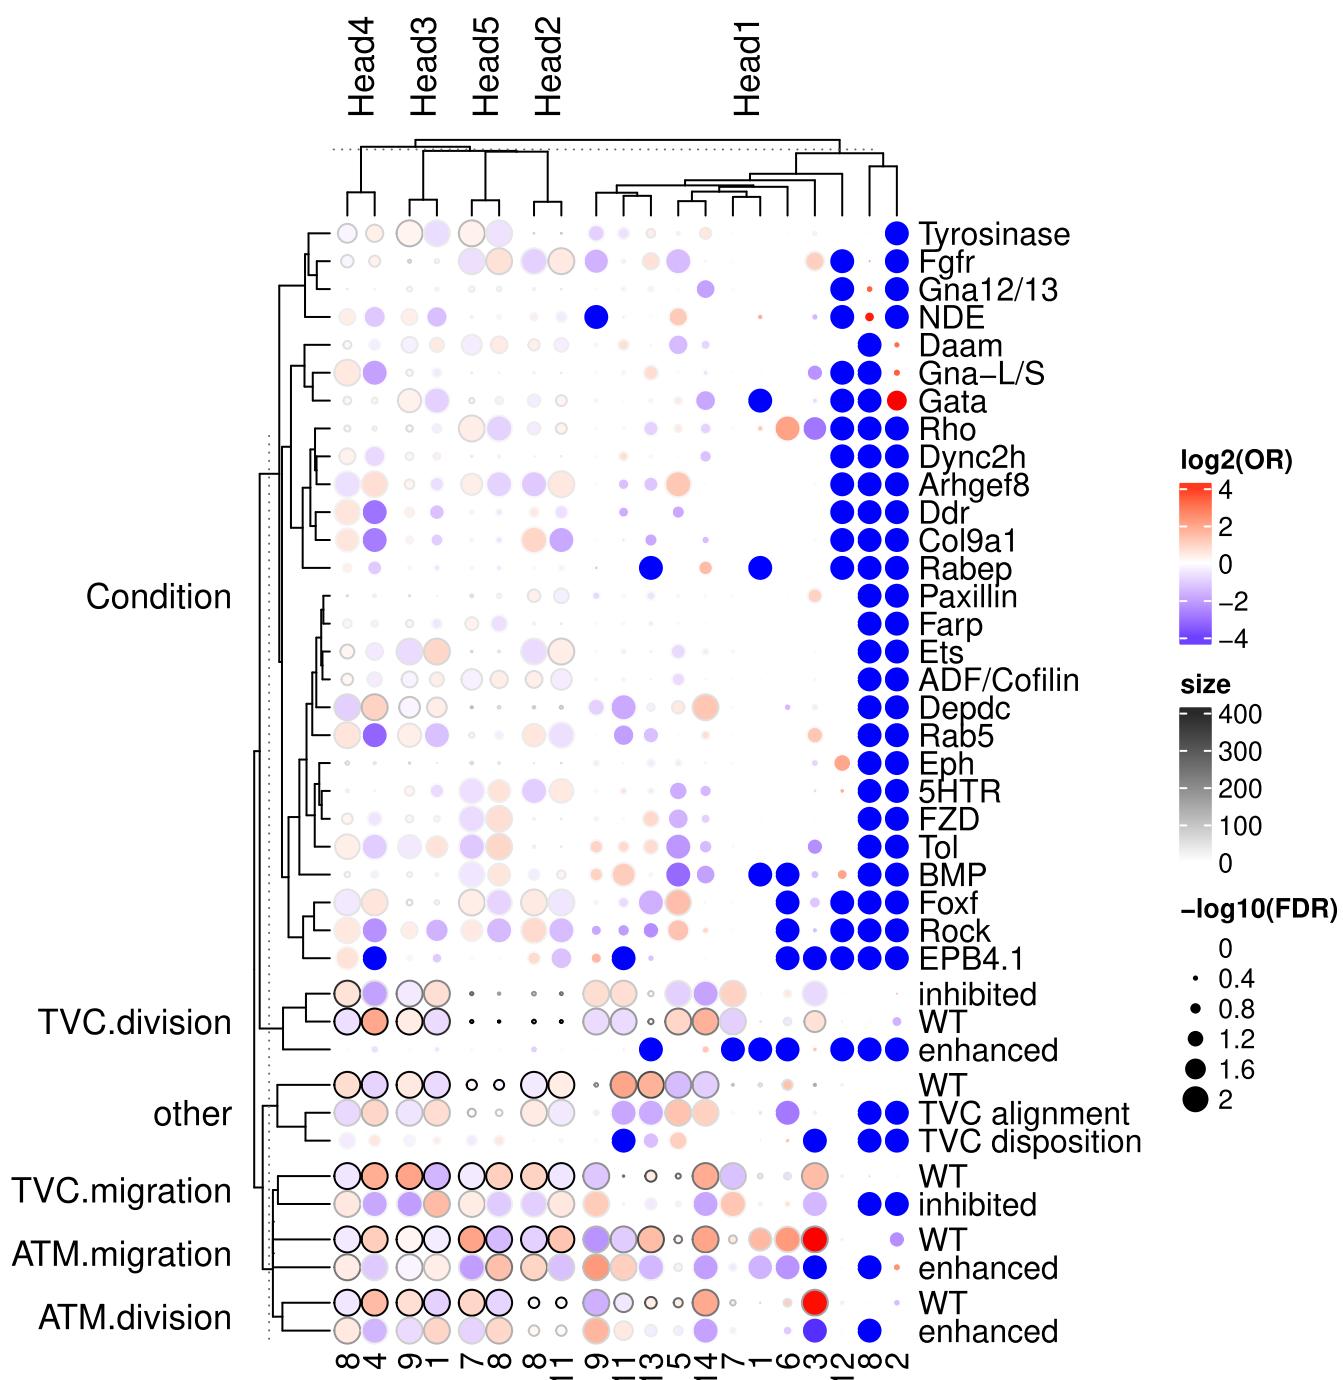 Head4 Head3 Head5 Head2 Head1
Tyrosinase
Fgfr
Gna12/13
NDE
Daam
Gna−L/S
Gata
Rho
Dync2h
Arhgef8
Ddr
Col9a1
Rabep
Condition
Paxillin
Farp
Ets
ADF/Cofilin
Depdc
Rab5
Eph
5HTR
FZD
Tol
BMP
Foxf
Rock
EPB4.1
TVC.division
inhibited
WT
enhanced
other
WT
TVC alignment
TVC disposition
TVC.migration
WT
inhibited
ATM.migration
WT
enhanced
ATM.division
WT
enhanced
8 4 9 1 7 8 8 11 9 11 13 5 14 7 1 6 3 12 8 2
log2(OR)
4
2
0
−2
−4
size
400
300
200
100
0
−log10(FDR)
0
0.4
0.8
1.2
1.6
2